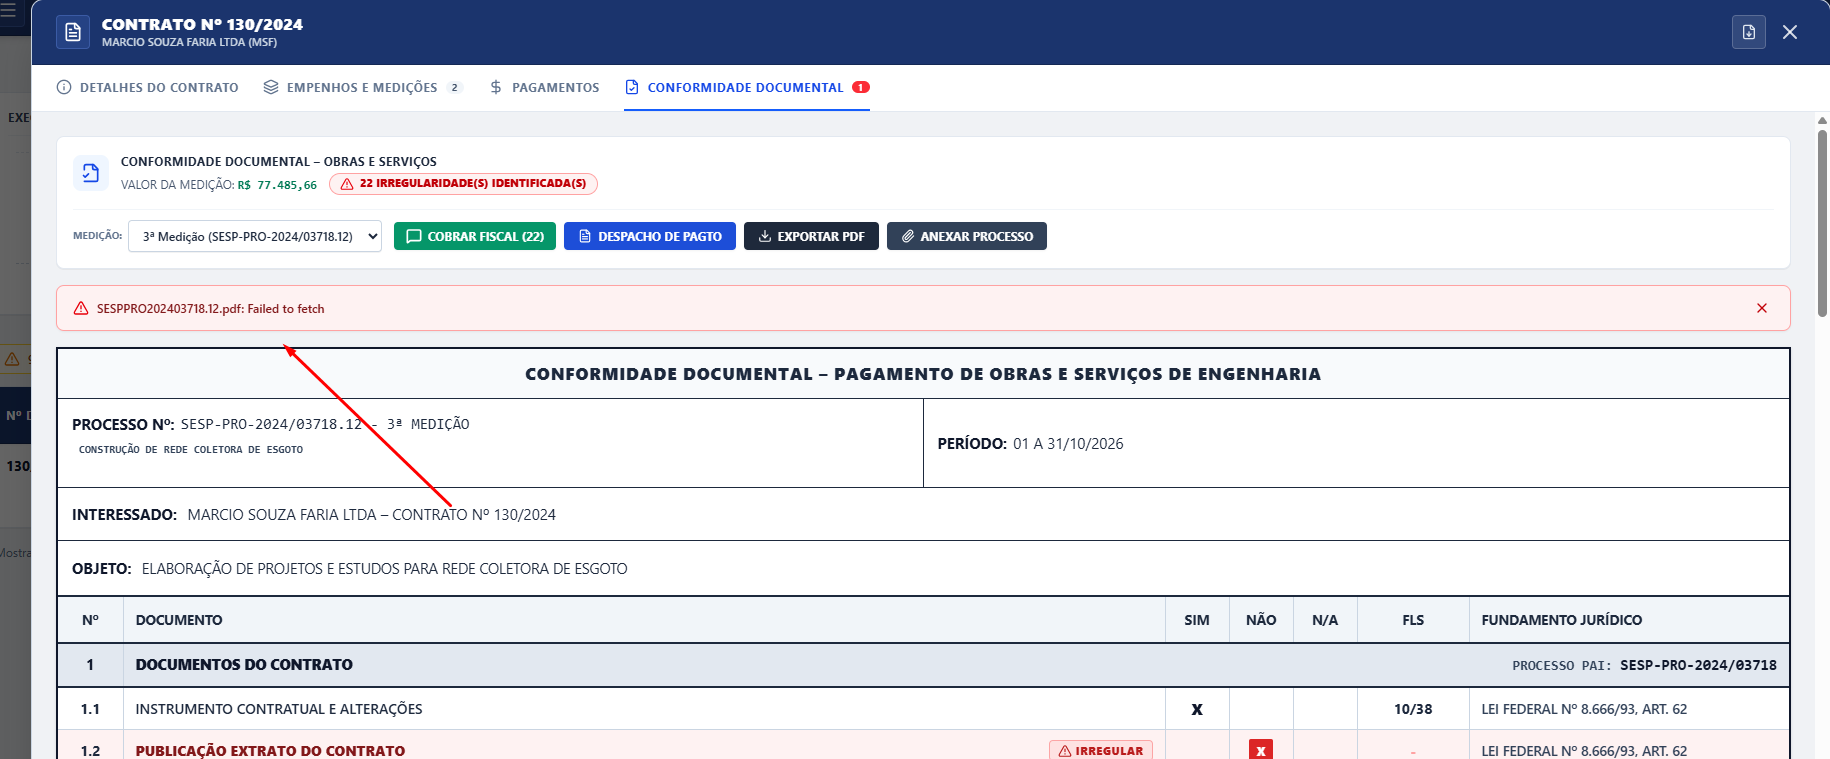 CONTRATO Nº 130/2024
MARCIO SOUZA FARIA LTDA (MSF)
DETALHES DO CONTRATO
EMPENHOS E MEDIÇÕES 2
PAGAMENTOS
CONFORMIDADE DOCUMENTAL 1
CONFORMIDADE DOCUMENTAL – OBRAS E SERVIÇOS
VALOR DA MEDIÇÃO: R$ 77.485,66
22 IRREGULARIDADE(S) IDENTIFICADA(S)
MEDIÇÃO: 3ª Medição (SESP-PRO-2024/03718.12)
COBRAR FISCAL (22)
DESPACHO DE PAGTO
EXPORTAR PDF
ANEXAR PROCESSO
SESPPRO202403718.12.pdf: Failed to fetch
CONFORMIDADE DOCUMENTAL – PAGAMENTO DE OBRAS E SERVIÇOS DE ENGENHARIA
PROCESSO Nº: SESP-PRO-2024/03718.12 - 3ª MEDIÇÃO
CONSTRUÇÃO DE REDE COLETORA DE ESGOTO
PERÍODO: 01 A 31/10/2026
INTERESSADO: MARCIO SOUZA FARIA LTDA – CONTRATO Nº 130/2024
OBJETO: ELABORAÇÃO DE PROJETOS E ESTUDOS PARA REDE COLETORA DE ESGOTO
Nº DOCUMENTO SIM NÃO N/A FLS FUNDAMENTO JURÍDICO
1 DOCUMENTOS DO CONTRATO PROCESSO PAI: SESP-PRO-2024/03718
1.1 INSTRUMENTO CONTRATUAL E ALTERAÇÕES X 10/38 LEI FEDERAL Nº 8.666/93, ART. 62
1.2 PUBLICAÇÃO EXTRATO DO CONTRATO IRREGULAR X - LEI FEDERAL Nº 8.666/93, ART. 62